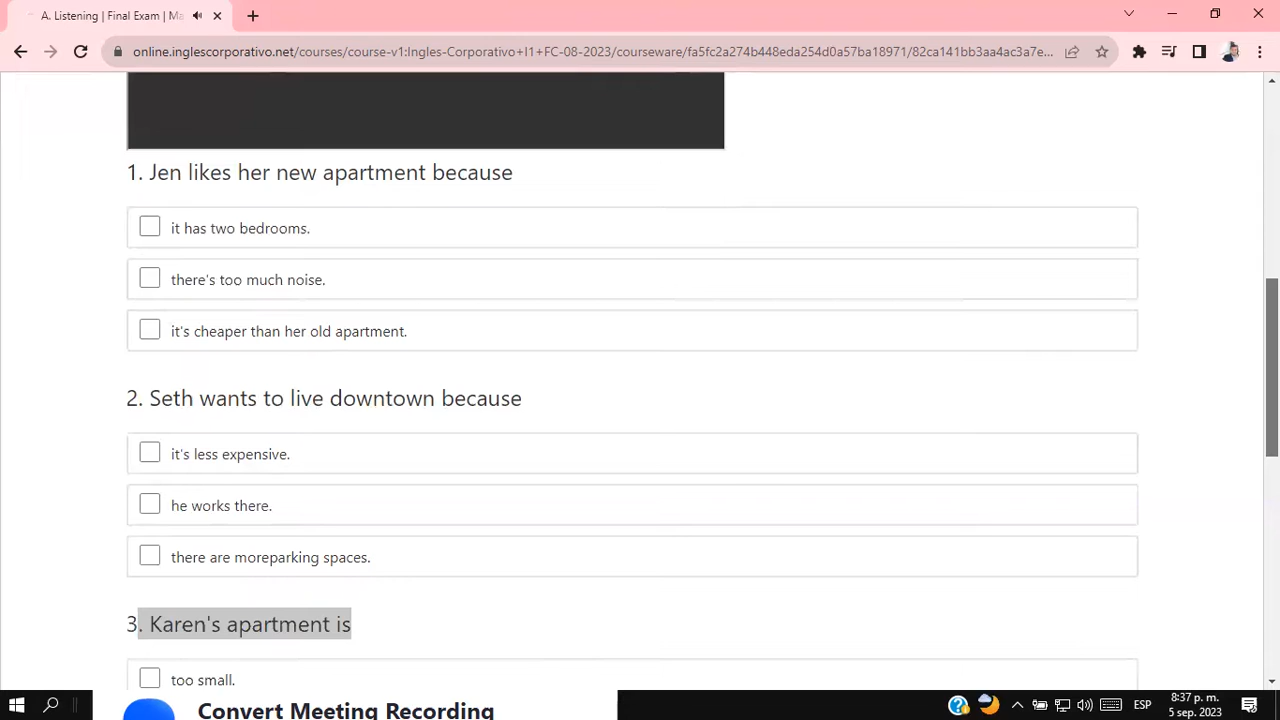 A. Listening | Final Exam | Ma
online.inglescorporativo.net/courses/course-v1:Ingles-Corporativo+I1+FC-08-2023/courseware/fa5fc2a274b448eda254d0a57ba18971/82ca141bb3aa4ac3a7e...
1. Jen likes her new apartment because
it has two bedrooms.
there's too much noise.
it's cheaper than her old apartment.
2. Seth wants to live downtown because
it's less expensive.
he works there.
there are moreparking spaces.
3. Karen's apartment is
too small.
Convert Meeting Recording
ESP
8:37 p. m.
5 sep. 2023